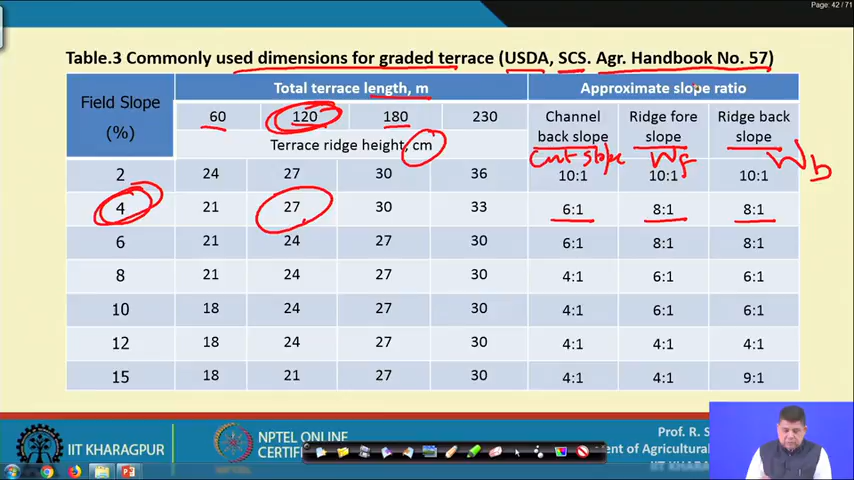 Page: 42 / 71
Table.3 Commonly used dimensions for graded terrace (USDA, SCS. Agr. Handbook No. 57)
Field Slope (%) Total terrace length, m Approximate slope ratio
60 120 180 230 Channel back slope Ridge fore slope Ridge back slope
Terrace ridge height, cm
Cut slope Wf Wb
2 24 27 30 36 10:1 10:1 10:1
4 21 27 30 33 6:1 8:1 8:1
6 21 24 27 30 6:1 8:1 8:1
8 21 24 27 30 4:1 6:1 6:1
10 18 24 27 30 4:1 6:1 6:1
12 18 24 27 30 4:1 4:1 4:1
15 18 21 27 30 4:1 4:1 9:1
IIT KHARAGPUR
NPTEL ONLINE
CERTIFI
Prof. R. S
ent of Agricultural
IIT Khara